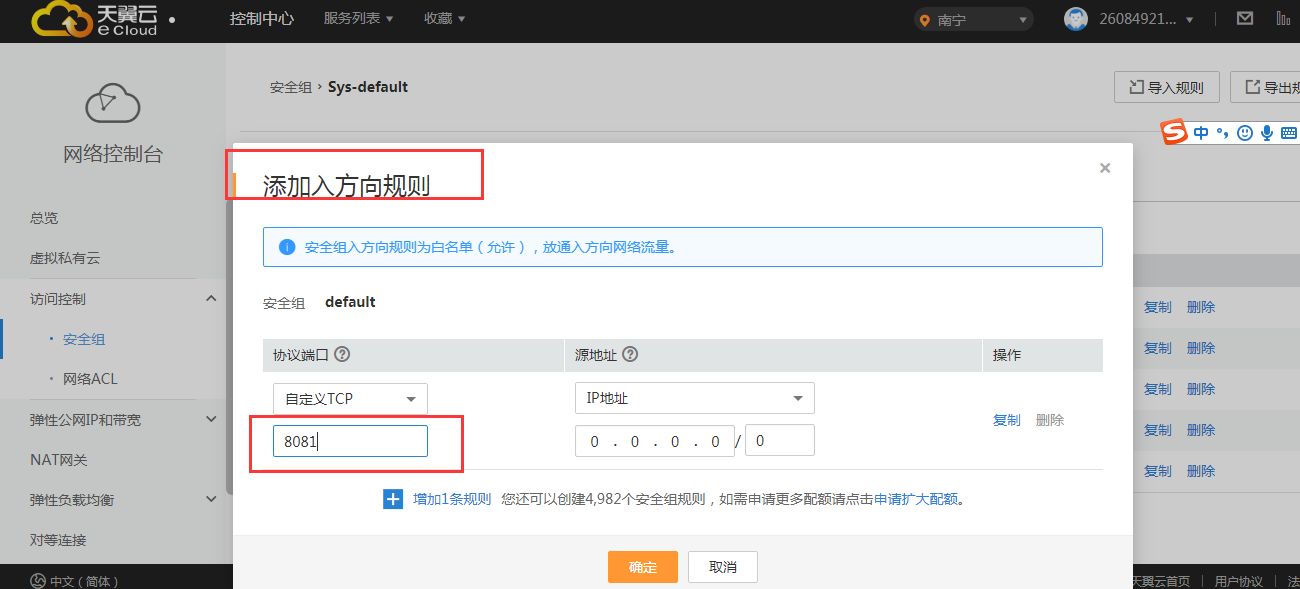 天翼云
e Cloud
控制中心 服务列表 收藏
南宁
26084921...
安全组 › Sys-default
导入规则
导出规
网络控制台
中
总览
虚拟私有云
访问控制
安全组
网络ACL
弹性公网IP和带宽
NAT网关
弹性负载均衡
对等连接
中文（简体）
添加入方向规则
×
安全组入方向规则为白名单（允许），放通入方向网络流量。
安全组 default
协议端口 ? 源地址 ? 操作
自定义TCP IP地址
8081 0 . 0 . 0 . 0 / 0
复制 删除
增加1条规则 您还可以创建4,982个安全组规则，如需申请更多配额请点击申请扩大配额。
确定 取消
复制 删除
复制 删除
复制 删除
复制 删除
复制 删除
天翼云首页 | 用户协议 | 法